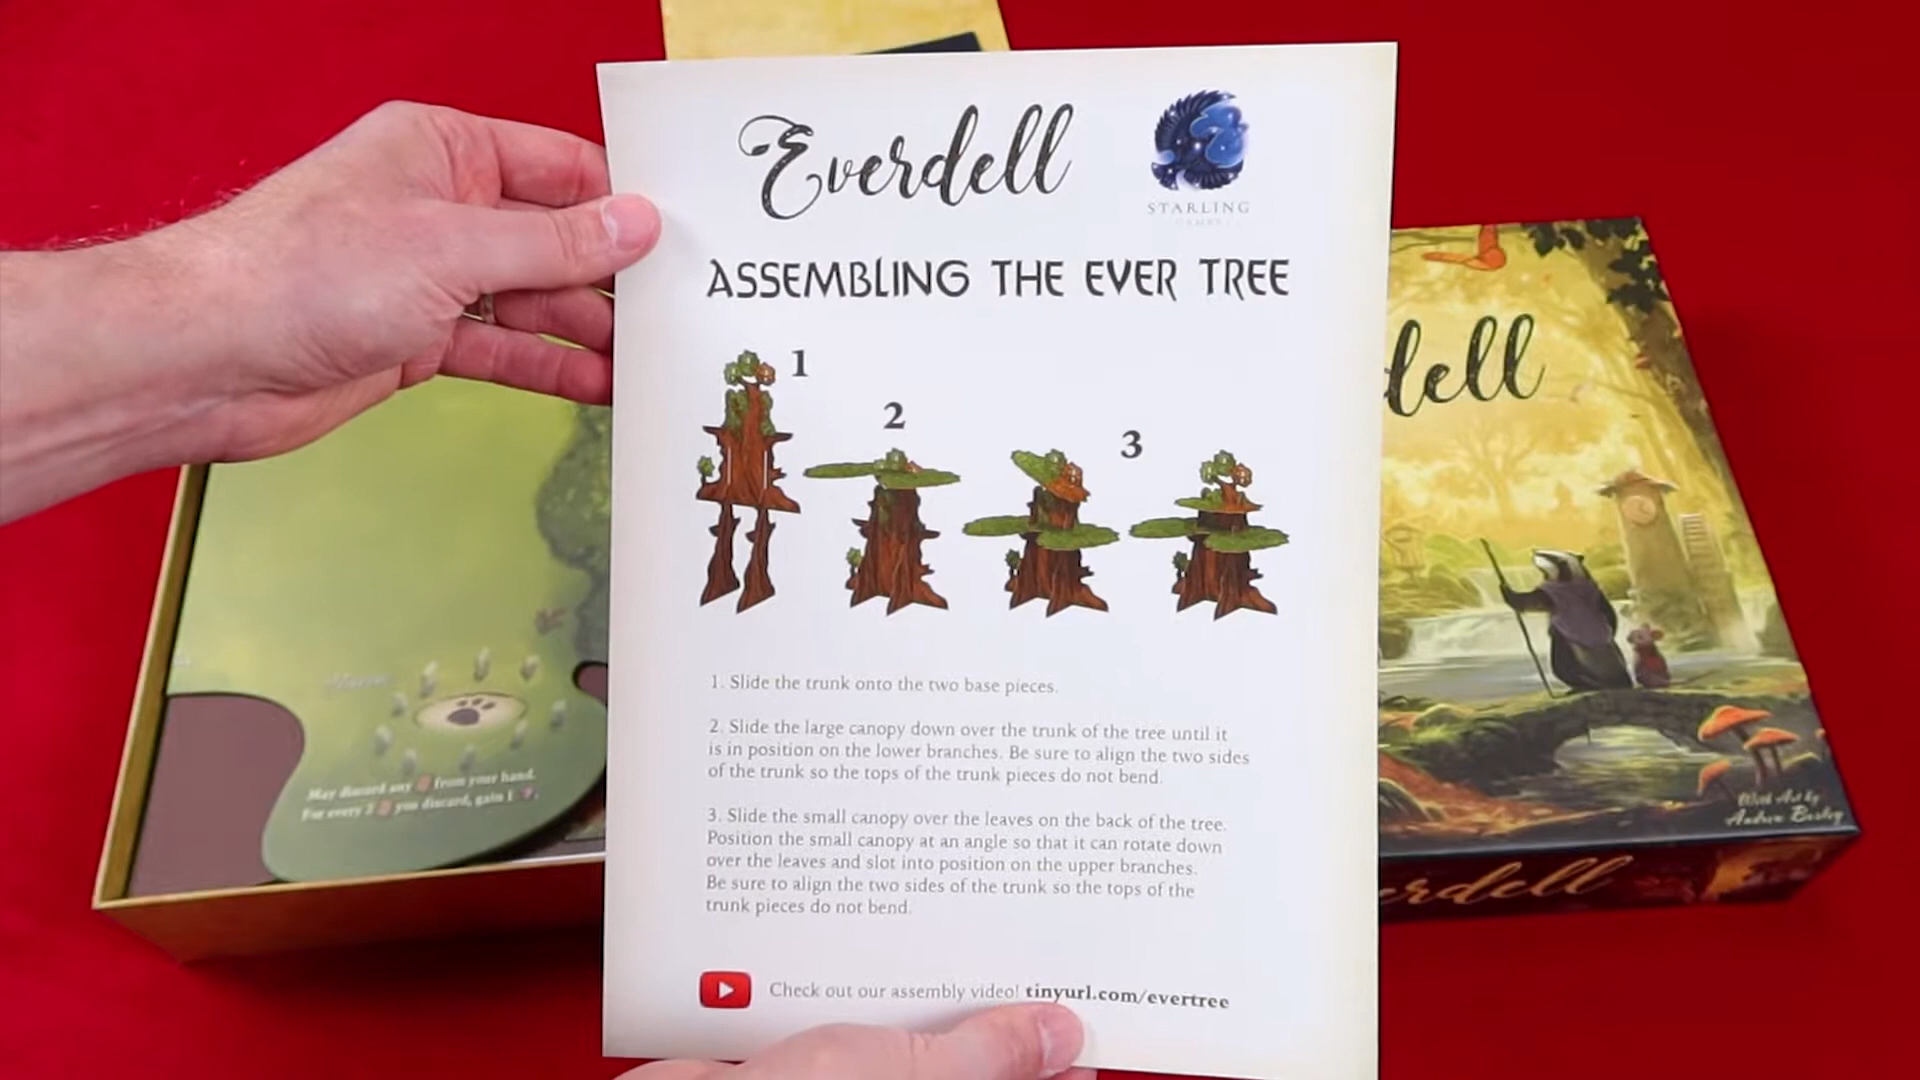 Everdell
STARLING
GAMES
ASSEMBLING THE EVER TREE
1
2
3
1. Slide the trunk onto the two base pieces.
2. Slide the large canopy down over the trunk of the tree until it
is in position on the lower branches. Be sure to align the two sides
of the trunk so the tops of the trunk pieces do not bend.
3. Slide the small canopy over the leaves on the back of the tree.
Position the small canopy at an angle so that it can rotate down
over the leaves and slot into position on the upper branches.
Be sure to align the two sides of the trunk so the tops of the
trunk pieces do not bend.
Check out our assembly video! tinyurl.com/evertree
May discard any from your hand.
For every 2 you discard, gain 1
dell
With Art by
Andrew Bosley
erdell